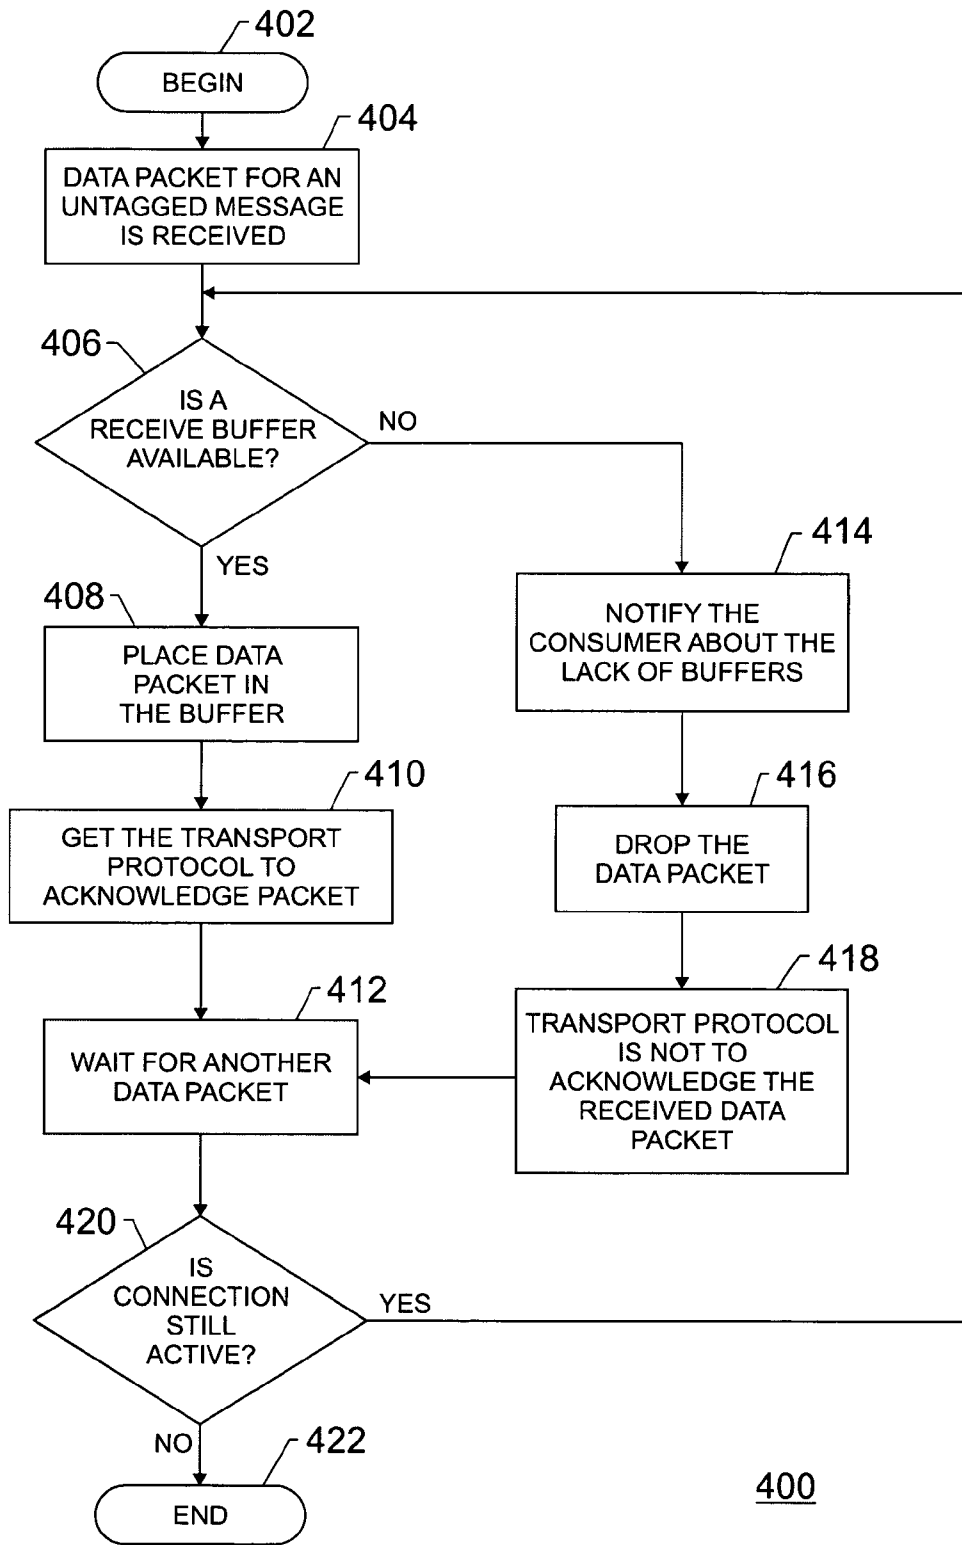 402
BEGIN
404
DATA PACKET FOR AN
UNTAGGED MESSAGE
IS RECEIVED
406
IS A
RECEIVE BUFFER
AVAILABLE?
NO
YES
408
PLACE DATA
PACKET IN
THE BUFFER
410
GET THE TRANSPORT
PROTOCOL TO
ACKNOWLEDGE PACKET
412
WAIT FOR ANOTHER
DATA PACKET
414
NOTIFY THE
CONSUMER ABOUT THE
LACK OF BUFFERS
416
DROP THE
DATA PACKET
418
TRANSPORT PROTOCOL
IS NOT TO
ACKNOWLEDGE THE
RECEIVED DATA
PACKET
420
IS
CONNECTION
STILL
ACTIVE?
YES
NO
422
END
400